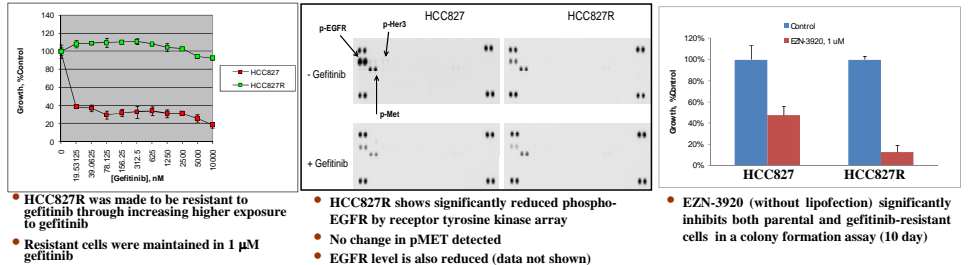 140
120
100
80
60
40
20
0
Growth, %Control
HCC827
HCC827R
0
19.53125
39.0625
78.125
156.25
312.5
625
1250
2500
5000
10000
[Gefitinib], nM
• HCC827R was made to be resistant to
gefitinib through increasing higher exposure
to gefitinib
• Resistant cells were maintained in 1 μM
gefitinib
HCC827
HCC827R
p-EGFR
p-Her3
- Gefitinib
p-Met
+ Gefitinib
• HCC827R shows significantly reduced phospho-
EGFR by receptor tyrosine kinase array
• No change in pMET detected
• EGFR level is also reduced (data not shown)
Control
EZN-3920, 1 uM
120%
100%
80%
60%
40%
20%
0%
Growth, %Control
HCC827
HCC827R
• EZN-3920 (without lipofection) significantly
inhibits both parental and gefitinib-resistant
cells in a colony formation assay (10 day)